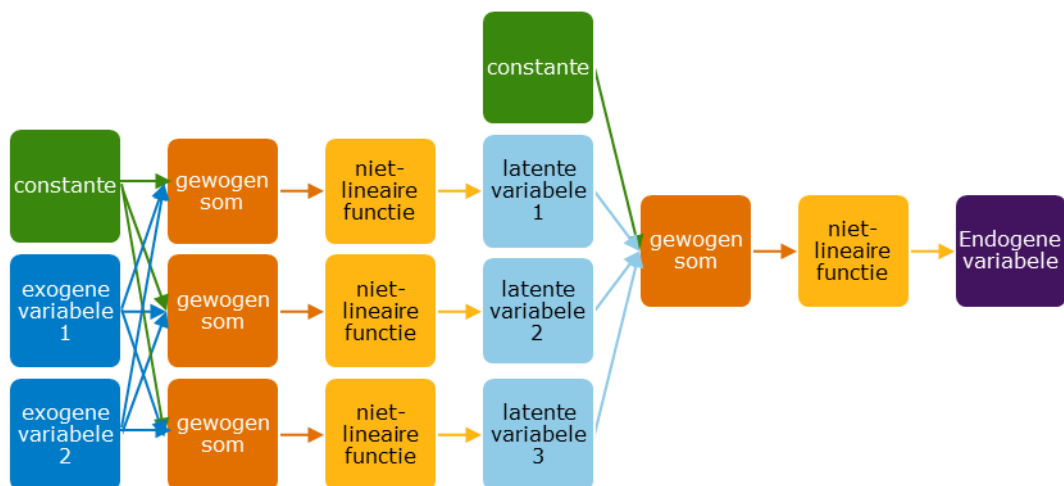 constante
constante
gewogen
som
niet-
lineaire
functie
latente
variabele
1
exogene
variabele
1
gewogen
som
niet-
lineaire
functie
latente
variabele
2
exogene
variabele
2
gewogen
som
niet-
lineaire
functie
latente
variabele
3
gewogen
som
niet-
lineaire
functie
Endogene
variabele